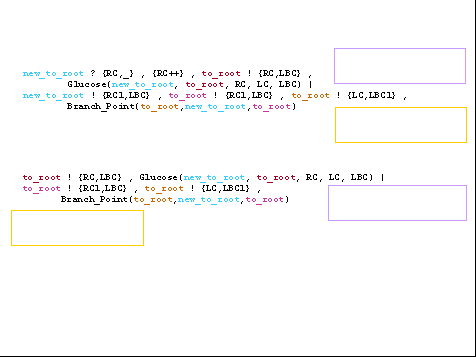 new_to_root ? {RC,_} , {RC++} , to_root ! {RC,LBC} ,
Glucose(new_to_root, to_root, RC, LC, LBC) |
new_to_root ! {RC1,LBC} , to_root ! {RC1,LBC} , to_root ! {LC,LBC1} ,
Branch_Point(to_root,new_to_root,to_root)
to_root ! {RC,LBC} , Glucose(new_to_root, to_root, RC, LC, LBC) |
to_root ! {RC1,LBC} , to_root ! {LC,LBC1} ,
Branch_Point(to_root,new_to_root,to_root)